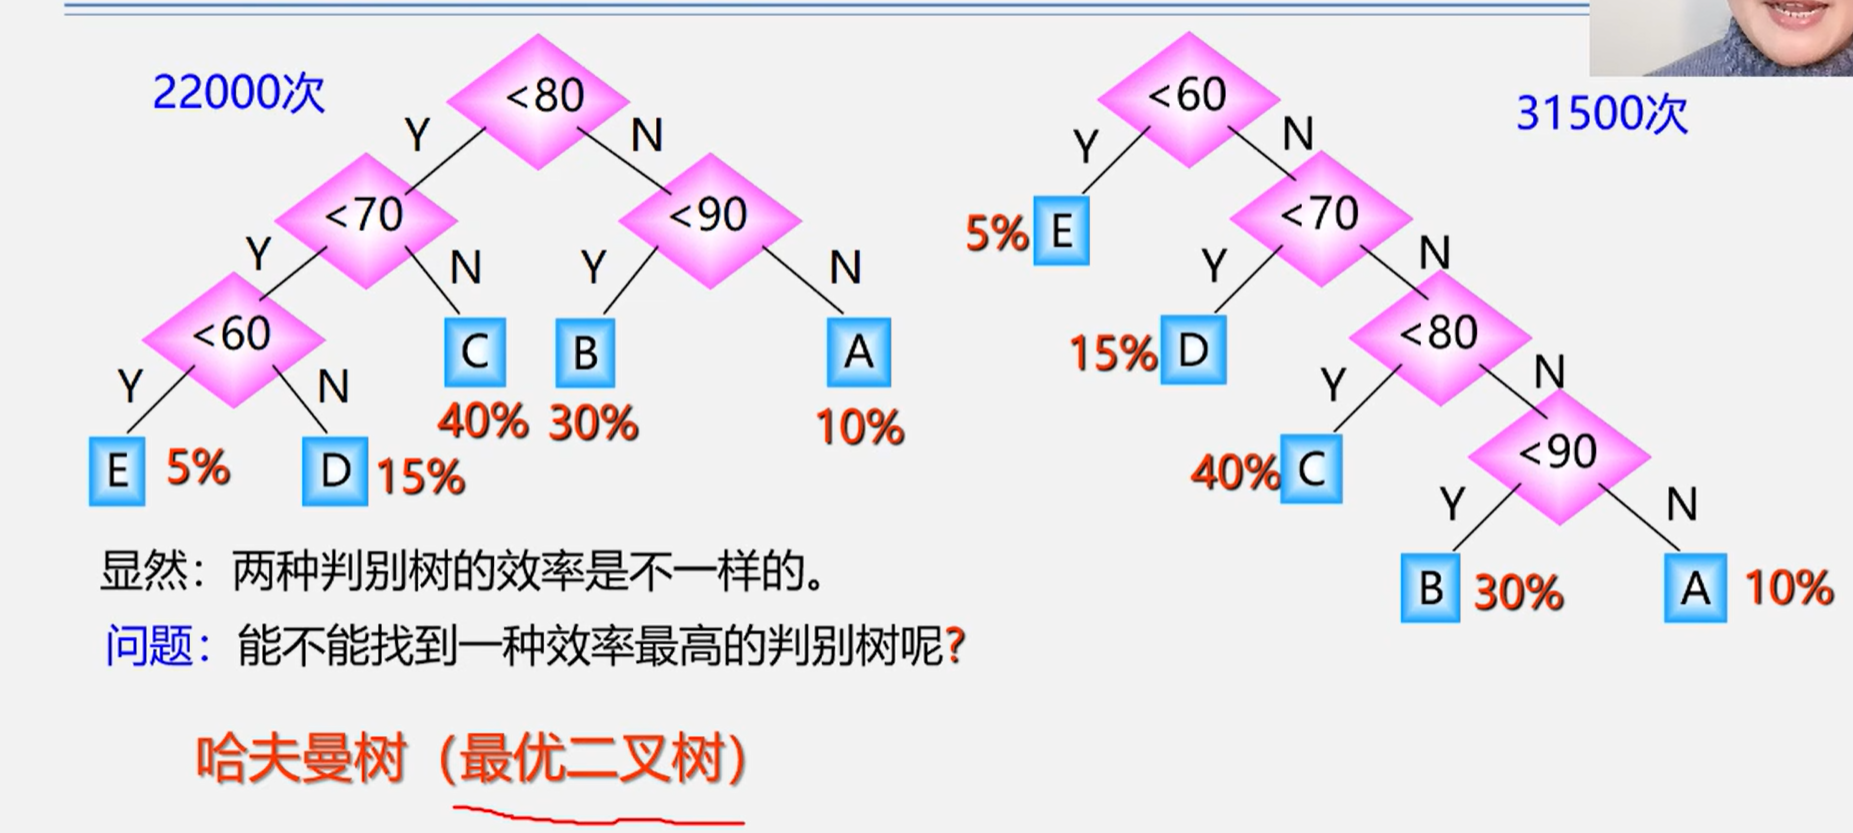 22000次
<80
Y
N
<70
<90
Y
N
Y
N
<60
C
B
A
Y
N
40%
30%
10%
E
5%
D
15%
<60
31500次
Y
N
5%
E
<70
Y
N
15%
D
<80
Y
N
40%
C
<90
Y
N
B
30%
A
10%
显然：两种判别树的效率是不一样的。
问题：能不能找到一种效率最高的判别树呢?
哈夫曼树（最优二叉树）